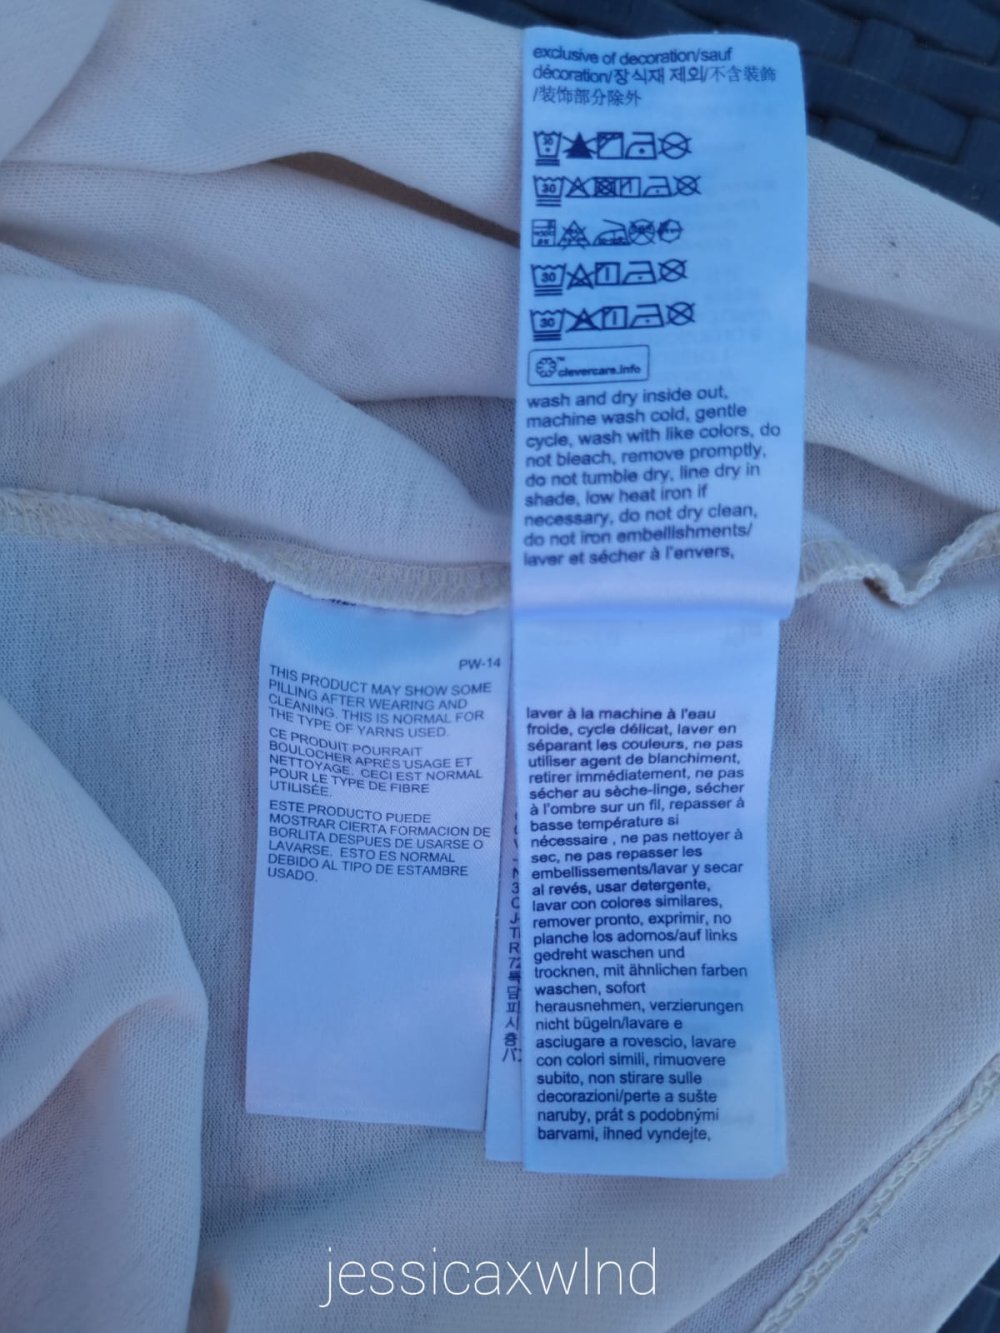 exclusive of decoration/sauf
décoration/장식재 제외/不含裝飾
/装饰部分除外
30
30
30
30
clevercare.info
wash and dry inside out,
machine wash cold, gentle
cycle, wash with like colors, do
not bleach, remove promptly,
do not tumble dry, line dry in
shade, low heat iron if
necessary, do not dry clean,
do not iron embellishments/
laver et sécher à l'envers,
PW-14
THIS PRODUCT MAY SHOW SOME
PILLING AFTER WEARING AND
CLEANING. THIS IS NORMAL FOR
THE TYPE OF YARNS USED.
CE PRODUIT POURRAIT
BOULOCHER APRÈS USAGE ET
NETTOYAGE. CECI EST NORMAL
POUR LE TYPE DE FIBRE
UTILISÉE.
ESTE PRODUCTO PUEDE
MOSTRAR CIERTA FORMACION DE
BORLITA DESPUES DE USARSE O
LAVARSE. ESTO ES NORMAL
DEBIDO AL TIPO DE ESTAMBRE
USADO.
laver à la machine à l'eau
froide, cycle délicat, laver en
séparant les couleurs, ne pas
utiliser agent de blanchiment,
retirer immédiatement, ne pas
sécher au sèche-linge, sécher
à l'ombre sur un fil, repasser à
basse température si
nécessaire , ne pas nettoyer à
sec, ne pas repasser les
embellissements/lavar y secar
al revés, usar detergente,
lavar con colores similares,
remover pronto, exprimir, no
planche los adornos/auf links
gedreht waschen und
trocknen, mit ähnlichen farben
waschen, sofort
herausnehmen, verzierungen
nicht bügeln/lavare e
asciugare a rovescio, lavare
con colori simili, rimuovere
subito, non stirare sulle
decorazioni/perte a sušte
naruby, prát s podobnými
barvami, ihned vyndejte,
jessicaxwlnd